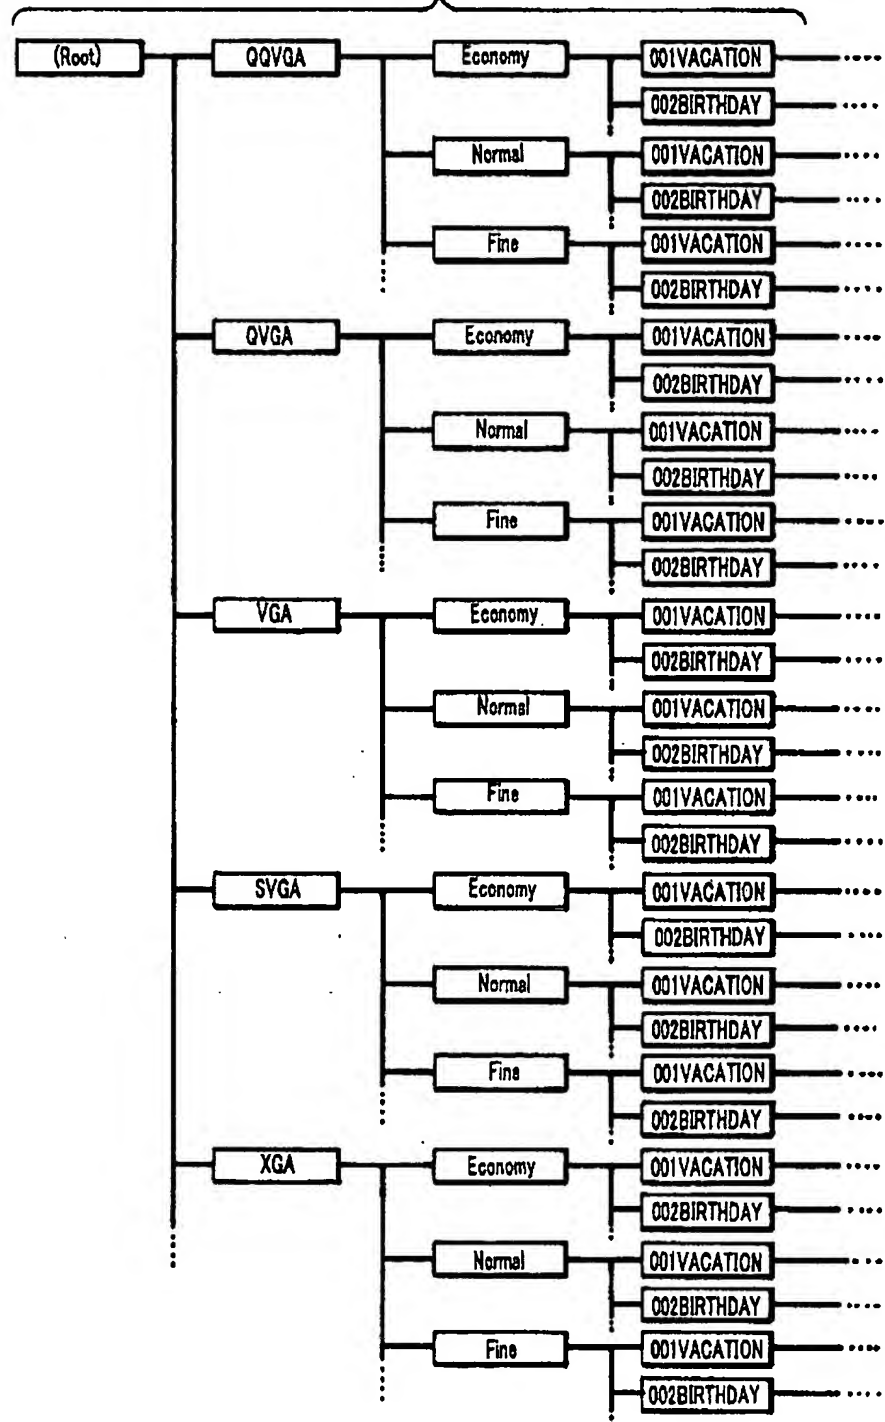 (Root) QQVGA Economy 001VACATION
002BIRTHDAY
Normal 001VACATION
002BIRTHDAY
Fine 001VACATION
002BIRTHDAY
QVGA Economy 001VACATION
002BIRTHDAY
Normal 001VACATION
002BIRTHDAY
Fine 001VACATION
002BIRTHDAY
VGA Economy 001VACATION
002BIRTHDAY
Normal 001VACATION
002BIRTHDAY
Fine 001VACATION
002BIRTHDAY
SVGA Economy 001VACATION
002BIRTHDAY
Normal 001VACATION
002BIRTHDAY
Fine 001VACATION
002BIRTHDAY
XGA Economy 001VACATION
002BIRTHDAY
Normal 001VACATION
002BIRTHDAY
Fine 001VACATION
002BIRTHDAY